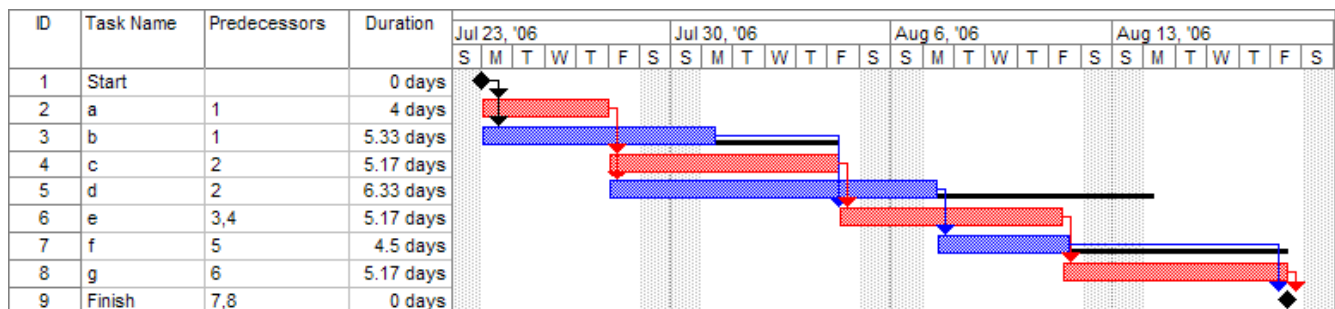 ID Task Name Predecessors Duration Jul 23, '06 Jul 30, '06 Aug 6, '06 Aug 13, '06
S M T W T F S S M T W T F S S M T W T F S S M T W T F S
1 Start 0 days
2 a 1 4 days
3 b 1 5.33 days
4 c 2 5.17 days
5 d 2 6.33 days
6 e 3,4 5.17 days
7 f 5 4.5 days
8 g 6 5.17 days
9 Finish 7,8 0 days